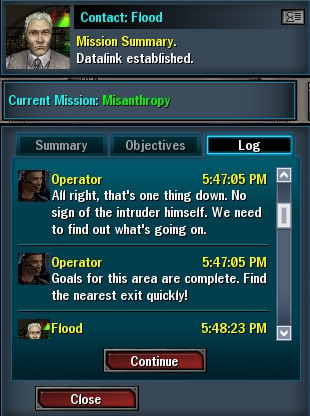 Contact: Flood
Mission Summary.
Datalink established.
Current Mission: Misanthropy
Summary Objectives Log
Operator 5:47:05 PM
All right, that's one thing down. No
sign of the intruder himself. We need
to find out what's going on.
Operator 5:47:05 PM
Goals for this area are complete. Find
the nearest exit quickly!
Flood 5:48:23 PM
Continue
Close